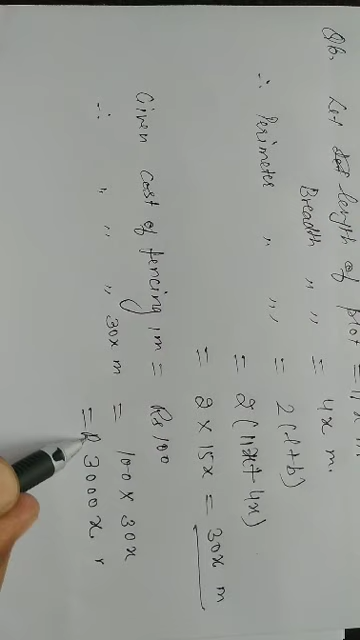 Q6. Let length of plot = 11x m
Breadth " " = 4x m.
∴ Perimeter " " = 2(l+b)
= 2(11x+4x)
= 2 × 15x = 30x m
Given cost of fencing 1m = Rs 100
∴ " " " 30x m = 100 × 30x
= R 3000x